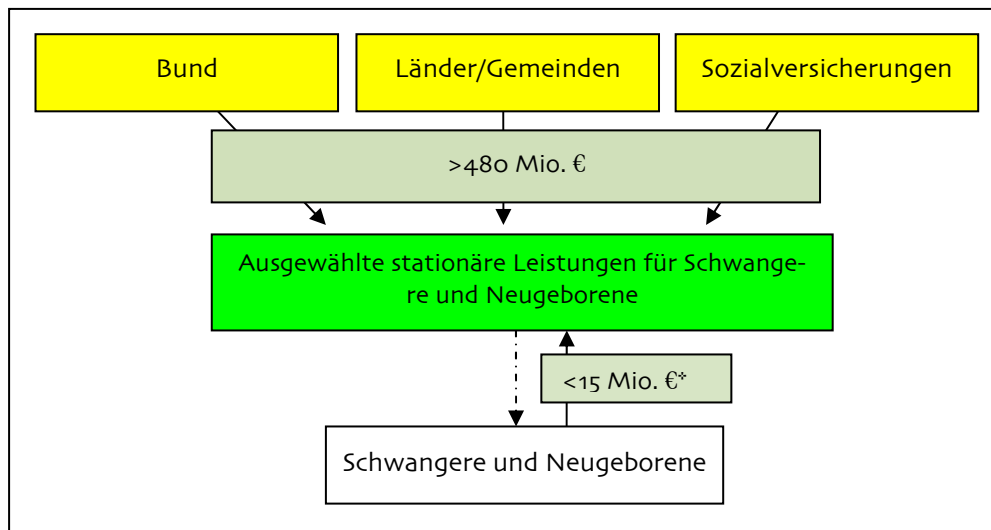 Bund
Länder/Gemeinden
Sozialversicherungen
>480 Mio. €
Ausgewählte stationäre Leistungen für Schwange-
re und Neugeborene
<15 Mio. €*
Schwangere und Neugeborene